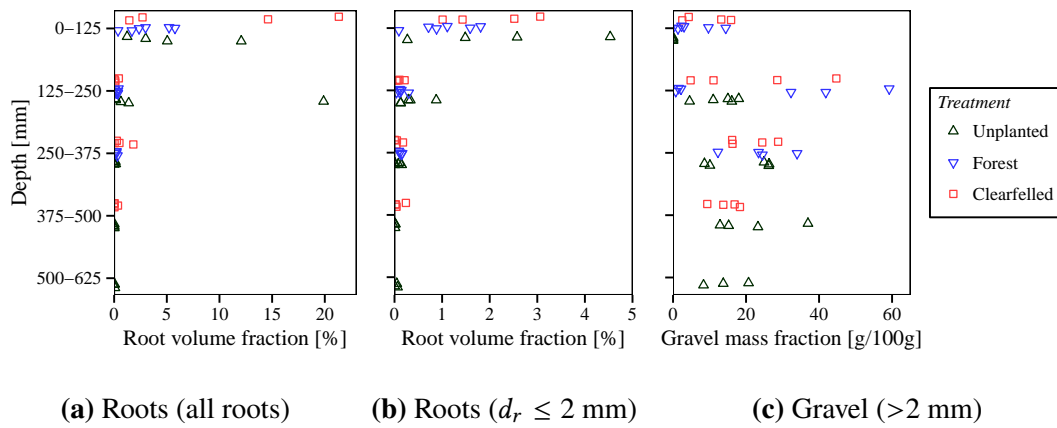 Depth [mm]
0–125
125–250
250–375
375–500
500–625
0 10 20
Root volume fraction [%]
0 1 2 3 4 5
Root volume fraction [%]
0 20 40 60
Gravel mass fraction [g/100g]
Treatment
Unplanted
Forest
Clearfelled
(a) Roots (all roots)
(b) Roots (d_r ≤ 2 mm)
(c) Gravel (>2 mm)